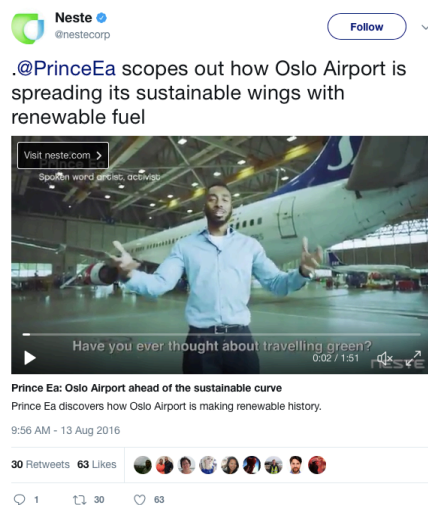 Neste
@nestecorp
Follow
.@PrinceEa scopes out how Oslo Airport is
spreading its sustainable wings with
renewable fuel
Visit neste.com
Prince Ea
Spoken word artist, activist
Have you ever thought about travelling green?
0:02 / 1:51
NESTE
Prince Ea: Oslo Airport ahead of the sustainable curve
Prince Ea discovers how Oslo Airport is making renewable history.
9:56 AM - 13 Aug 2016
30 Retweets 63 Likes
1 30 63